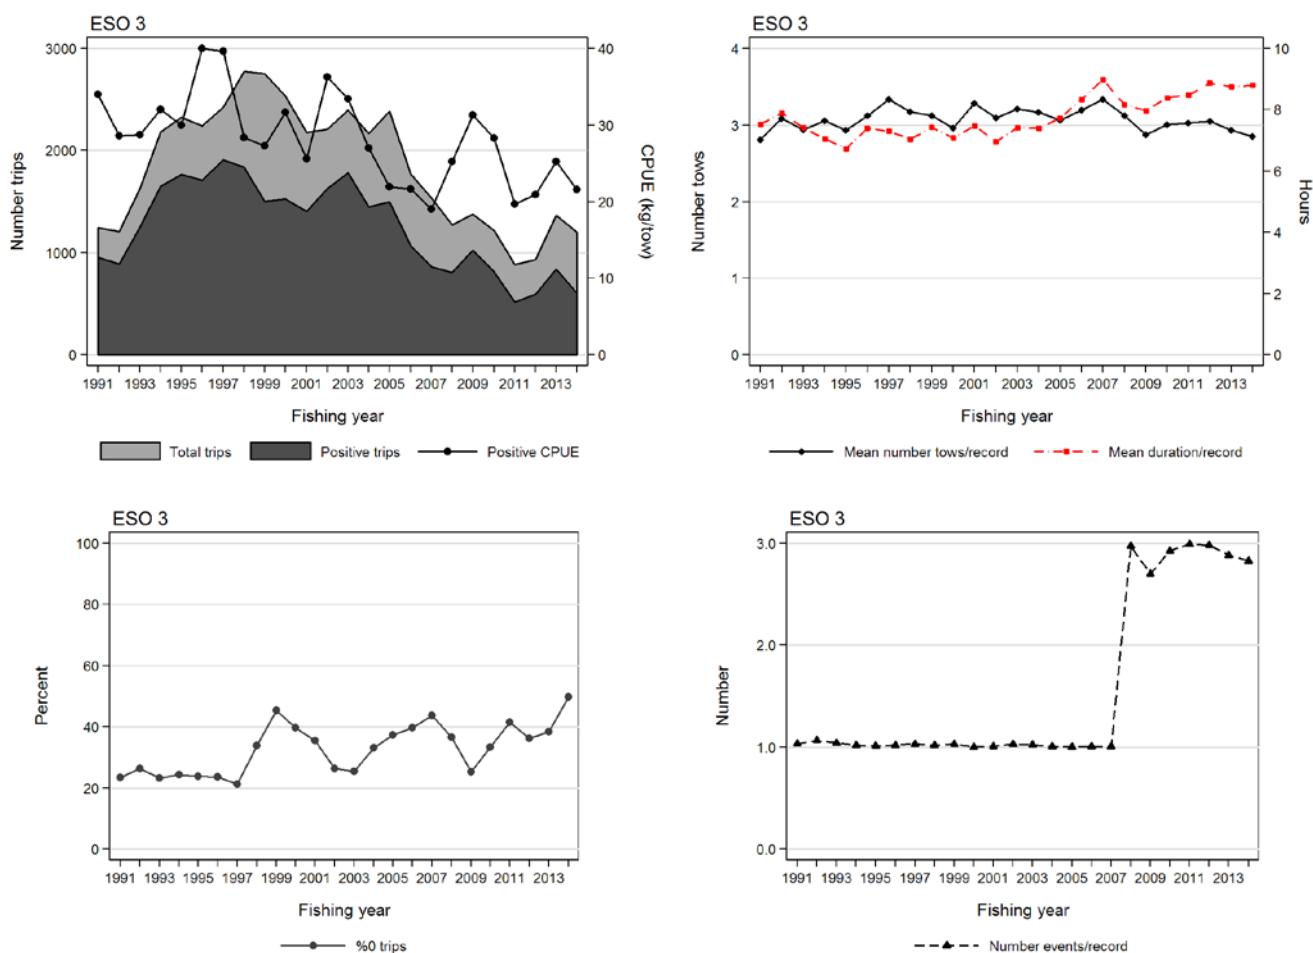 ESO 3
3000
2000
1000
0
Number trips
40
30
20
10
0
CPUE (kg/tow)
1991 1993 1995 1997 1999 2001 2003 2005 2007 2009 2011 2013
Fishing year
Total trips Positive trips Positive CPUE
ESO 3
4
3
2
1
0
Number tows
10
8
6
4
2
0
Hours
1991 1993 1995 1997 1999 2001 2003 2005 2007 2009 2011 2013
Fishing year
Mean number tows/record Mean duration/record
ESO 3
100
80
60
40
20
0
Percent
1991 1993 1995 1997 1999 2001 2003 2005 2007 2009 2011 2013
Fishing year
%0 trips
ESO 3
3.0
2.0
1.0
0.0
Number
1991 1993 1995 1997 1999 2001 2003 2005 2007 2009 2011 2013
Fishing year
Number events/record